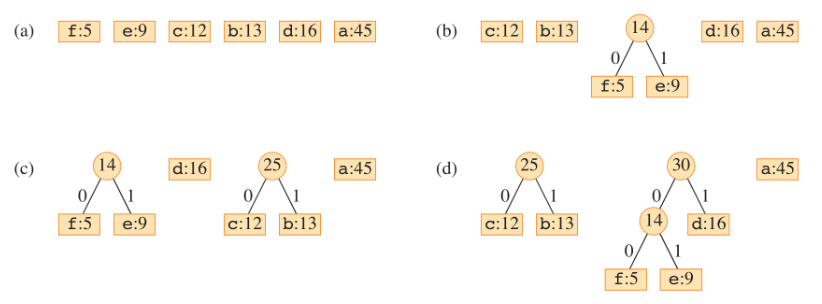 (a) f:5 e:9 c:12 b:13 d:16 a:45
(b) c:12 b:13 14 d:16 a:45
0 1
f:5 e:9
(c) 14 d:16 25 a:45
0 1 0 1
f:5 e:9 c:12 b:13
(d) 25 30 a:45
0 1 0 1
c:12 b:13 14 d:16
0 1
f:5 e:9